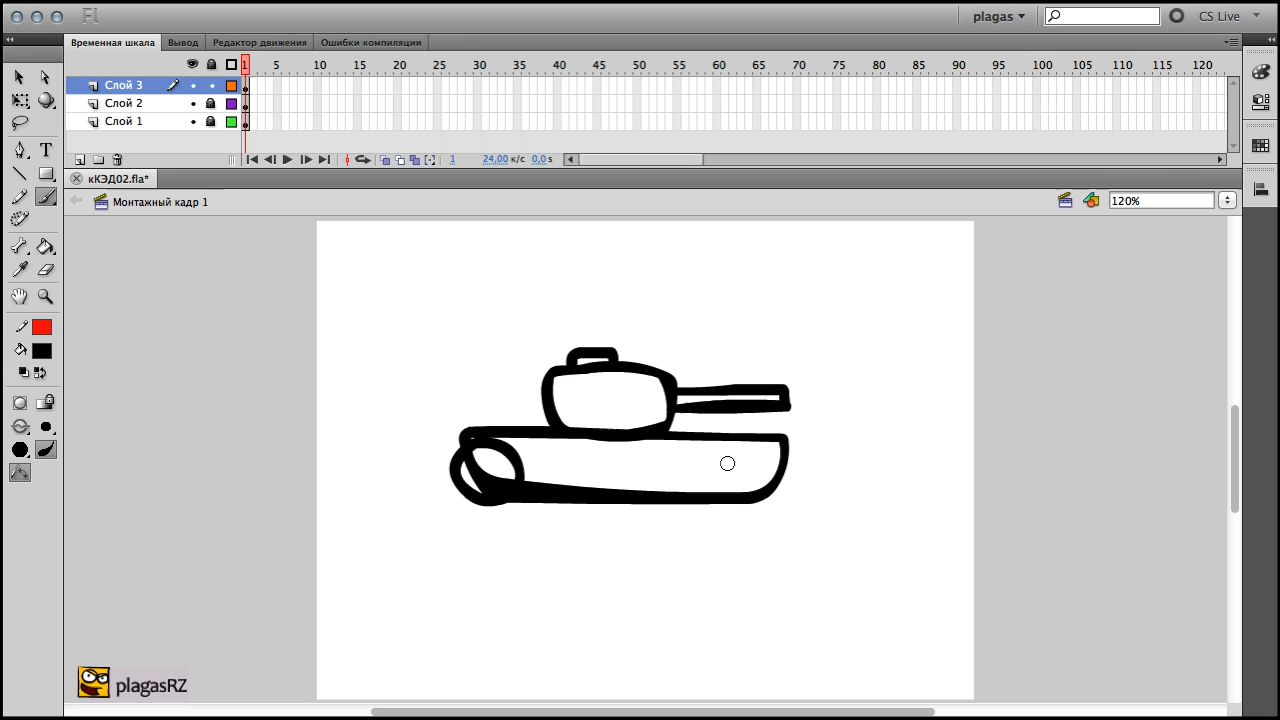 Fl plagas CS Live
Временная шкала Вывод Редактор движения Ошибки компиляции
1 5 10 15 20 25 30 35 40 45 50 55 60 65 70 75 80 85 90 95 100 105 110 115 120
Слой 3
Слой 2
Слой 1
1 24,00 к/с 0,0 s
кКЭД02.fla*
Монтажный кадр 1 120%
T
plagasRZ